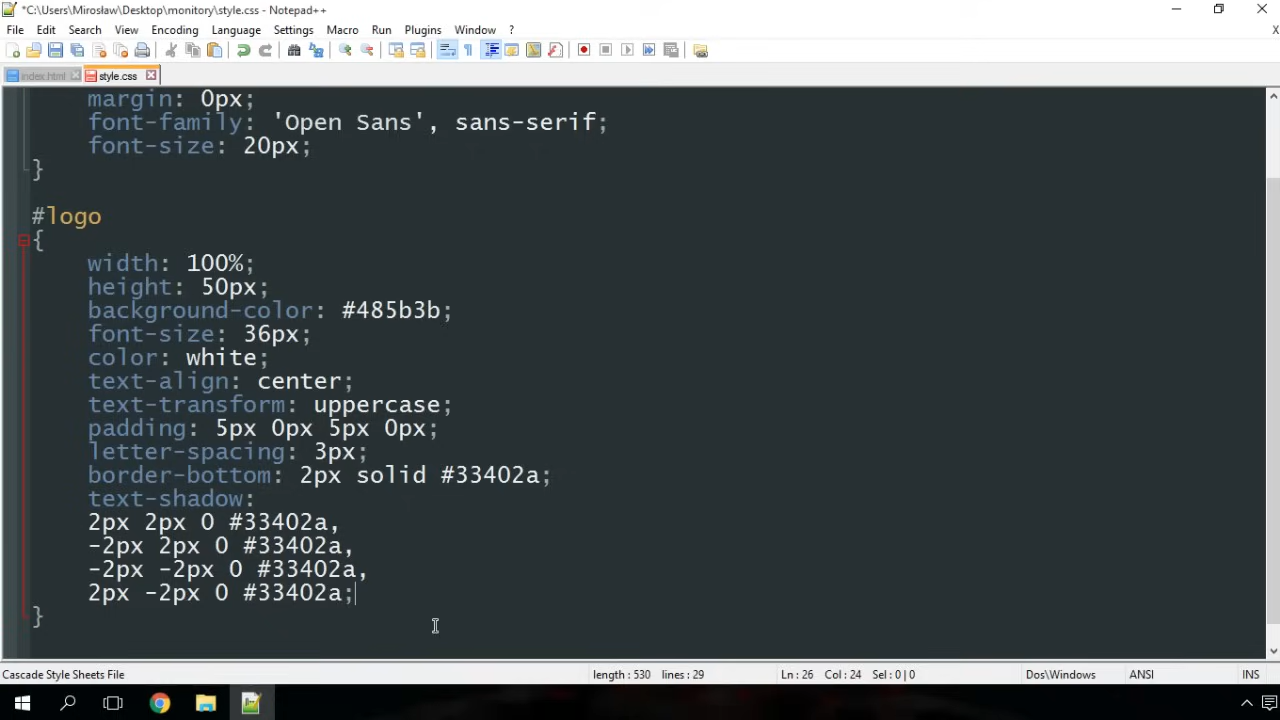 *C:\Users\Mirosław\Desktop\monitory\style.css - Notepad++
File Edit Search View Encoding Language Settings Macro Run Plugins Window ? X
index.html style.css
margin: 0px;
font-family: 'Open Sans', sans-serif;
font-size: 20px;
}
#logo
{
width: 100%;
height: 50px;
background-color: #485b3b;
font-size: 36px;
color: white;
text-align: center;
text-transform: uppercase;
padding: 5px 0px 5px 0px;
letter-spacing: 3px;
border-bottom: 2px solid #33402a;
text-shadow:
2px 2px 0 #33402a,
-2px 2px 0 #33402a,
-2px -2px 0 #33402a,
2px -2px 0 #33402a;
}
Cascade Style Sheets File length : 530 lines : 29 Ln : 26 Col : 24 Sel : 0 | 0 Dos\Windows ANSI INS